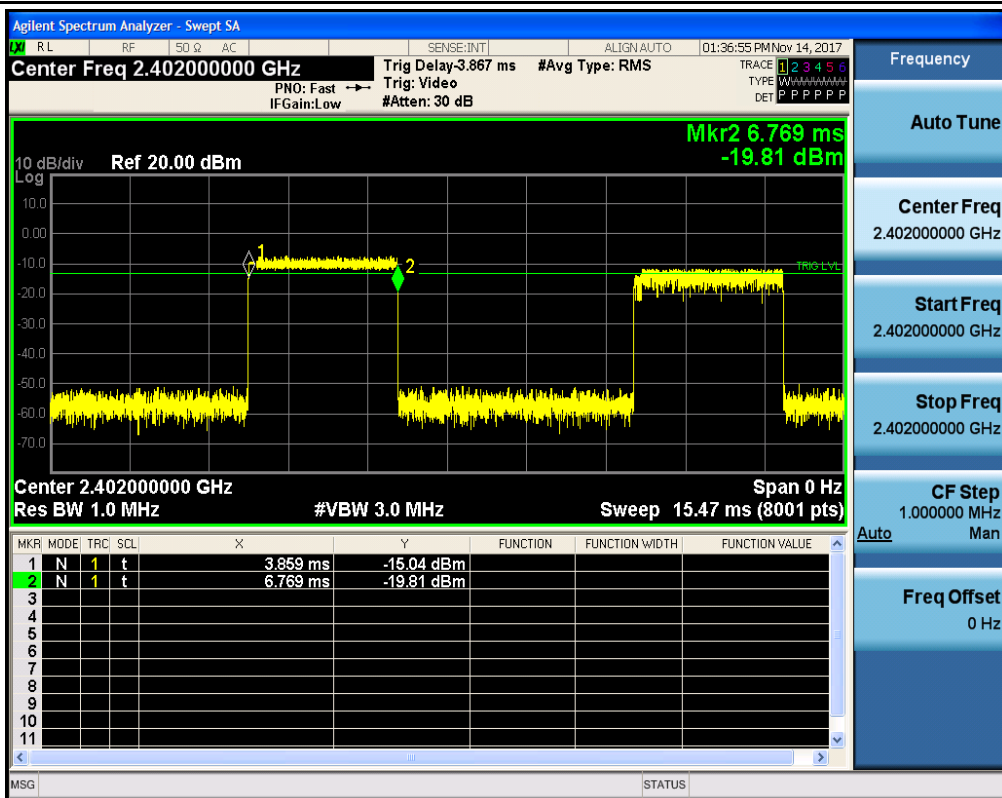 Agilent Spectrum Analyzer - Swept SA
LXI RL RF 50 Ω AC SENSE:INT ALIGN AUTO 01:36:55 PM Nov 14, 2017
Center Freq 2.402000000 GHz
PNO: Fast
IFGain:Low
Trig Delay-3.867 ms
Trig: Video
#Atten: 30 dB
#Avg Type: RMS
TRACE 1 2 3 4 5 6
TYPE
DET P P P P P P
Mkr2 6.769 ms
-19.81 dBm
10 dB/div Ref 20.00 dBm
Log
10.0
0.00
-10.0
-20.0
-30.0
-40.0
-50.0
-60.0
-70.0
1
2
TRIG LVL
Center 2.402000000 GHz Span 0 Hz
Res BW 1.0 MHz #VBW 3.0 MHz Sweep 15.47 ms (8001 pts)
MKR MODE TRC SCL X Y FUNCTION FUNCTION WIDTH FUNCTION VALUE
1 N 1 t 3.859 ms -15.04 dBm
2 N 1 t 6.769 ms -19.81 dBm
3
4
5
6
7
8
9
10
11
MSG STATUS
Frequency
Auto Tune
Center Freq
2.402000000 GHz
Start Freq
2.402000000 GHz
Stop Freq
2.402000000 GHz
CF Step
1.000000 MHz
Auto Man
Freq Offset
0 Hz